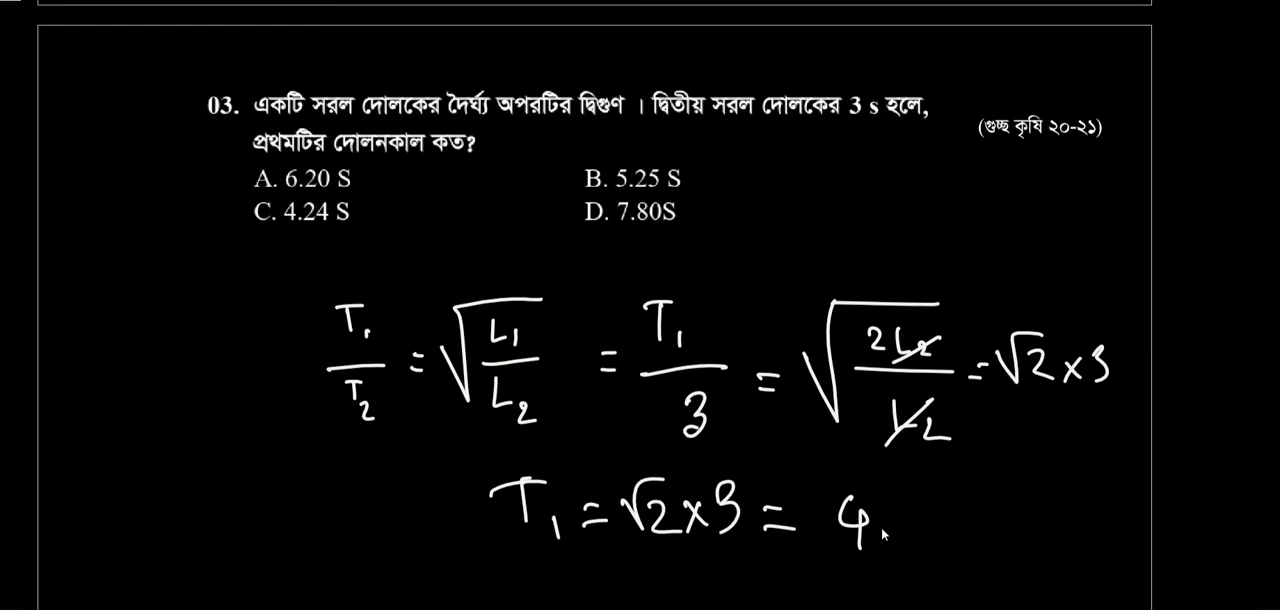 03. একটি সরল দোলকের দৈর্ঘ্য অপরটির দ্বিগুণ । দ্বিতীয় সরল দোলকের 3 s হলে,
প্রথমটির দোলনকাল কত?
(গুচ্ছ কৃষি ২০-২১)
A. 6.20 S B. 5.25 S
C. 4.24 S D. 7.80S
T₁/T₂ = √(L₁/L₂) = T₁/3 = √(2L₂/L₂) = √2 × 3
T₁ = √2 × 3 = 4.